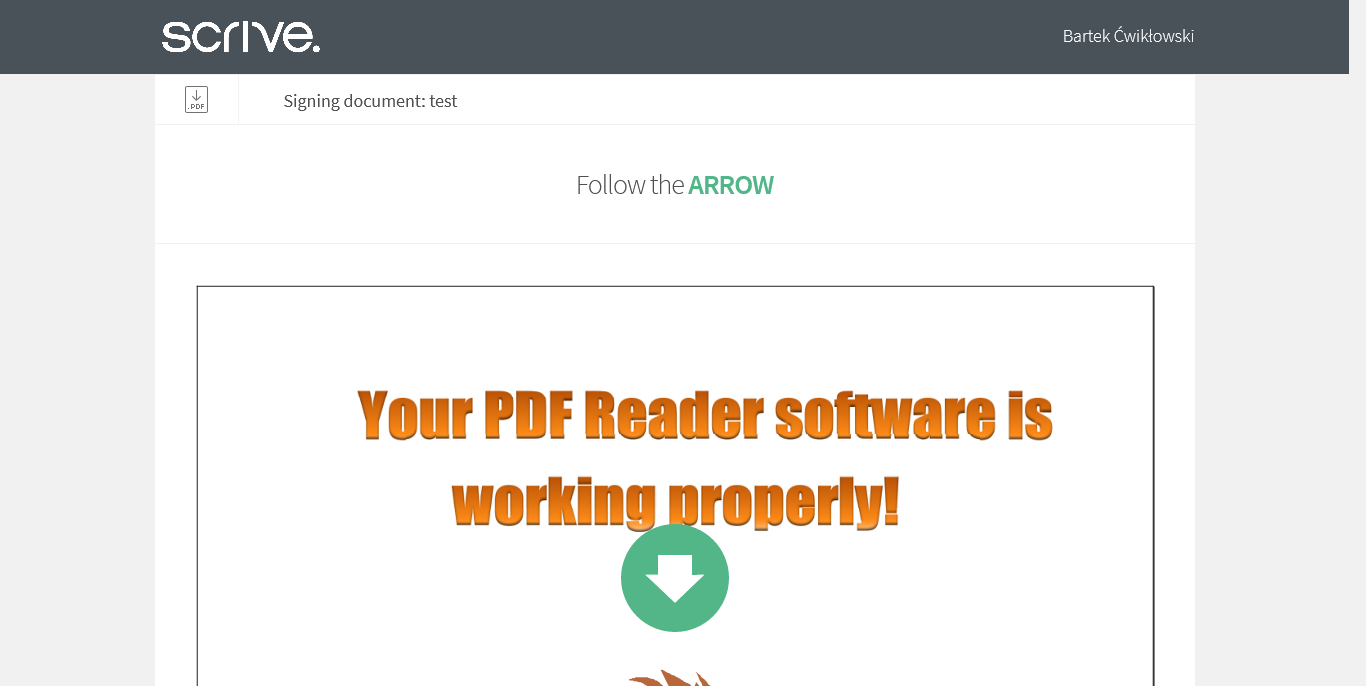 scrive.
Bartek Ćwikłowski
.PDF
Signing document: test
Follow the ARROW
Your PDF Reader software is
working properly!